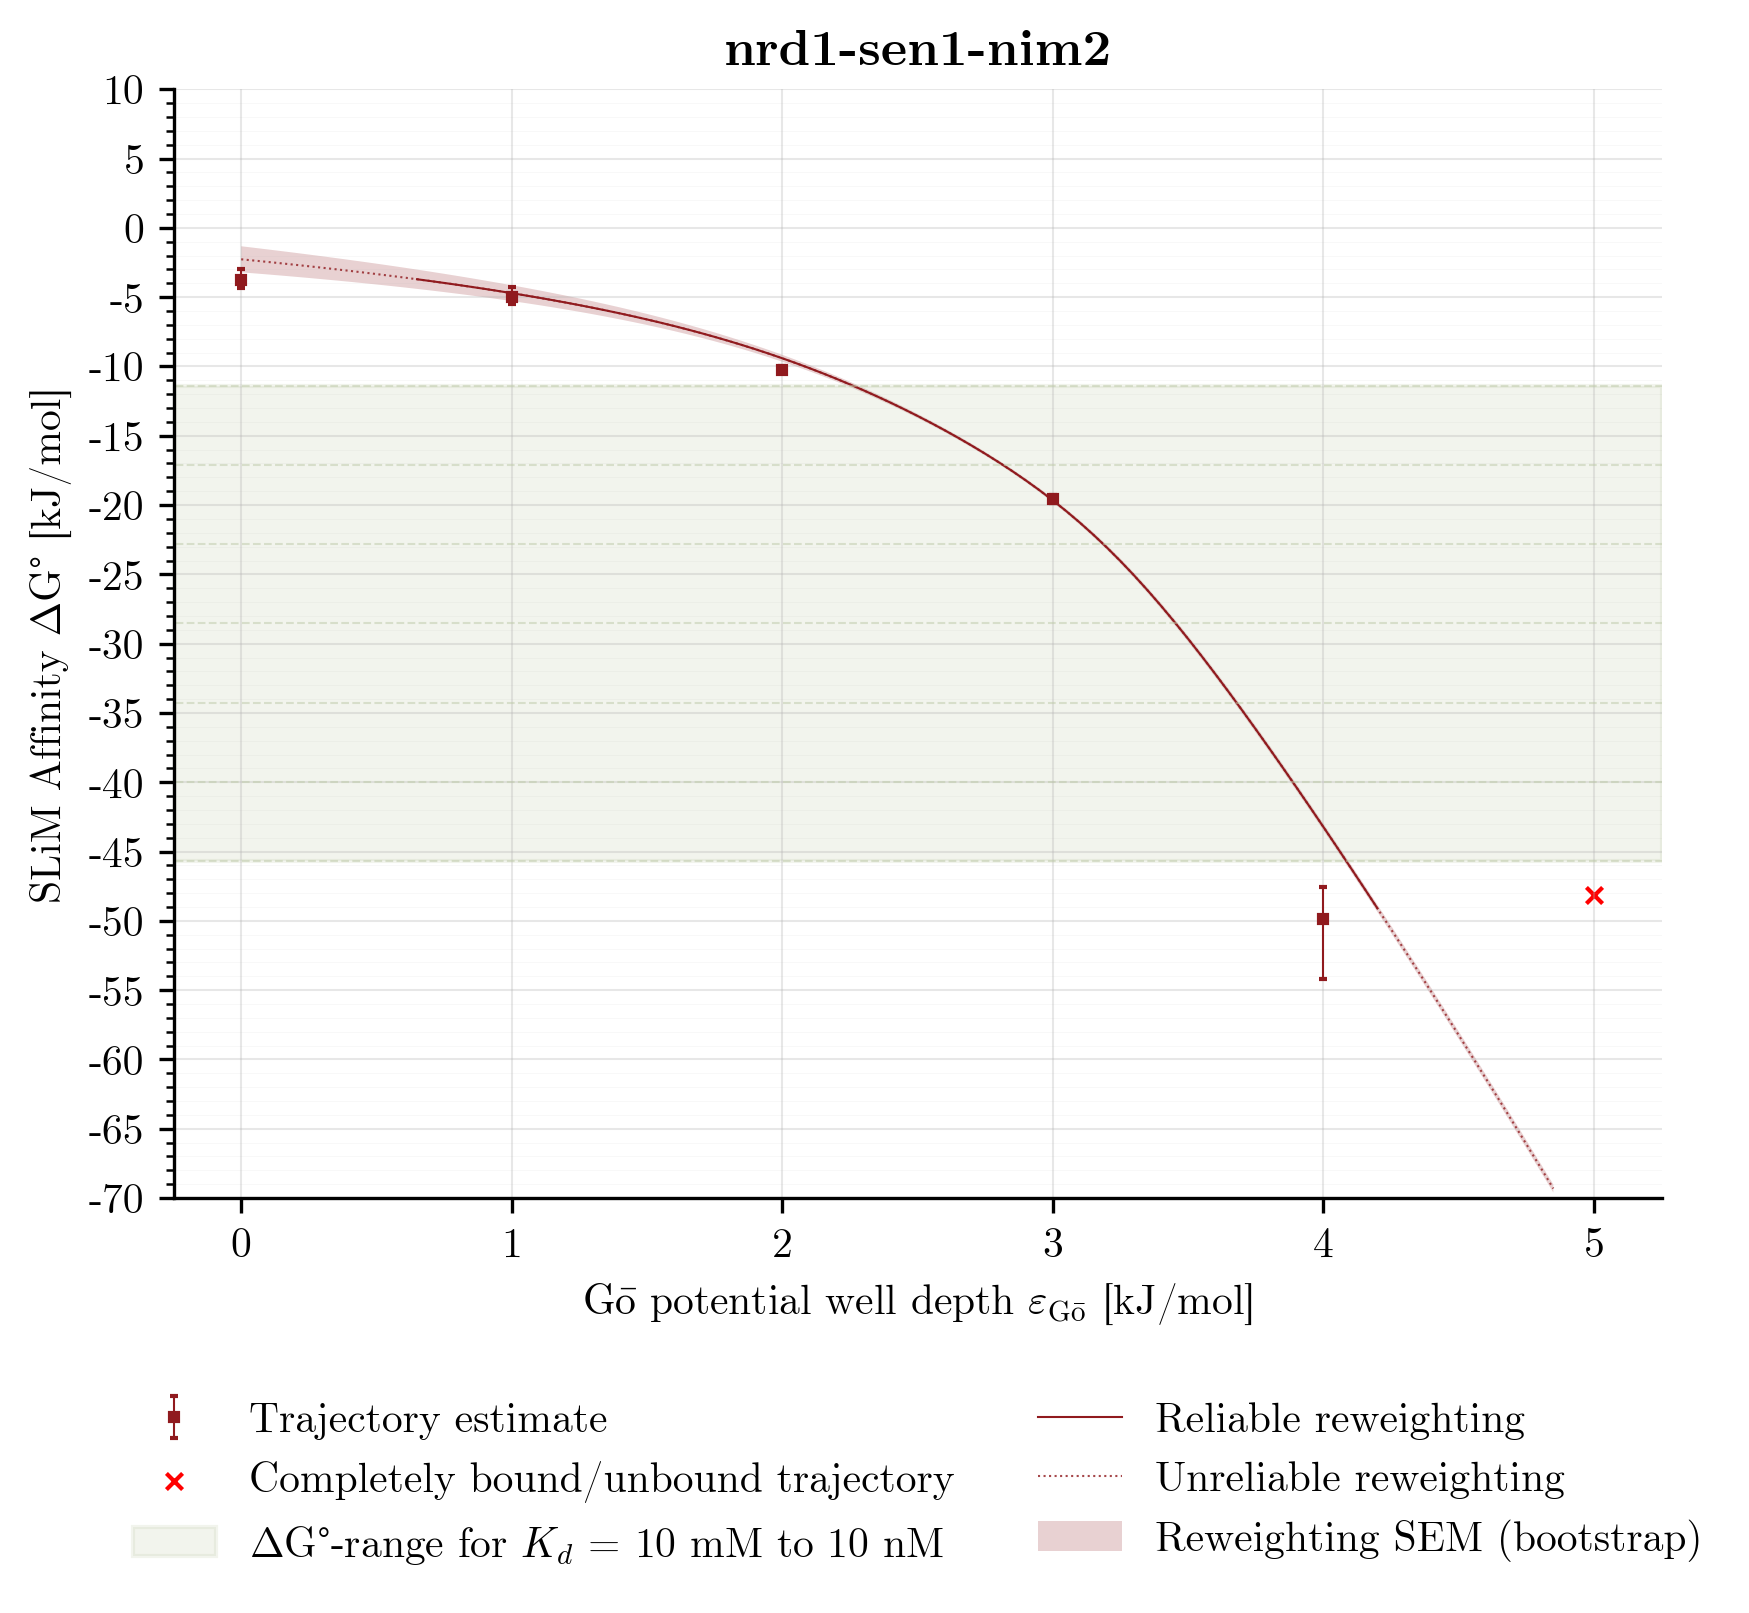 nrd1-sen1-nim2
10
5
0
-5
-10
-15
-20
-25
-30
-35
-40
-45
-50
-55
-60
-65
-70
SLiM Affinity ΔG° [kJ/mol]
0 1 2 3 4 5
Gō potential well depth ε_Gō [kJ/mol]
Trajectory estimate
Completely bound/unbound trajectory
ΔG°-range for K_d = 10 mM to 10 nM
Reliable reweighting
Unreliable reweighting
Reweighting SEM (bootstrap)